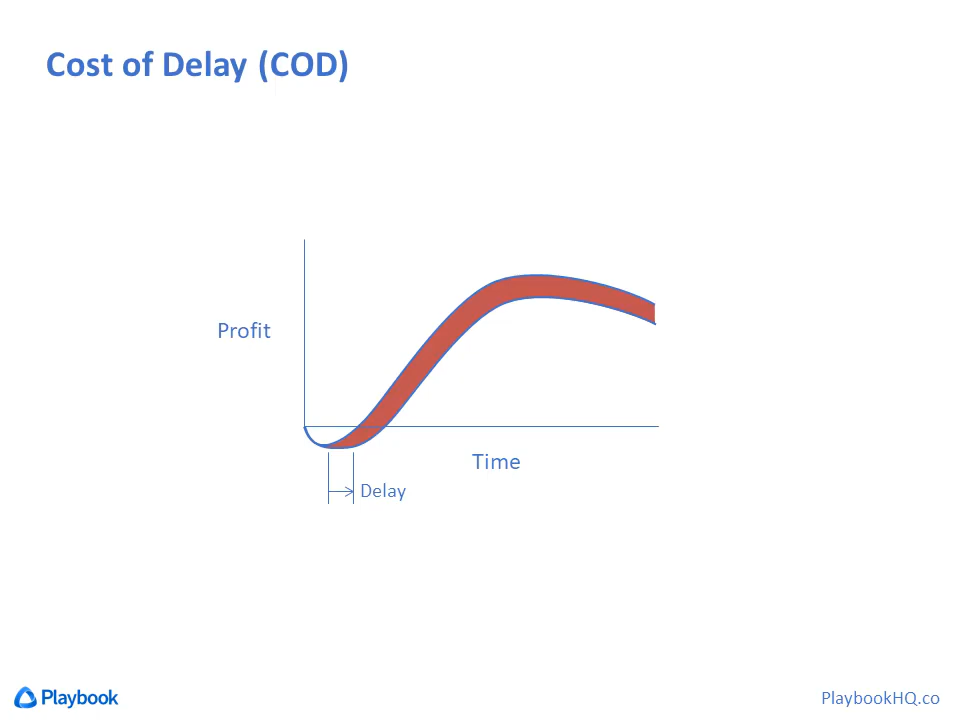 Cost of Delay (COD)
Profit
Time
Delay
Playbook
PlaybookHQ.co